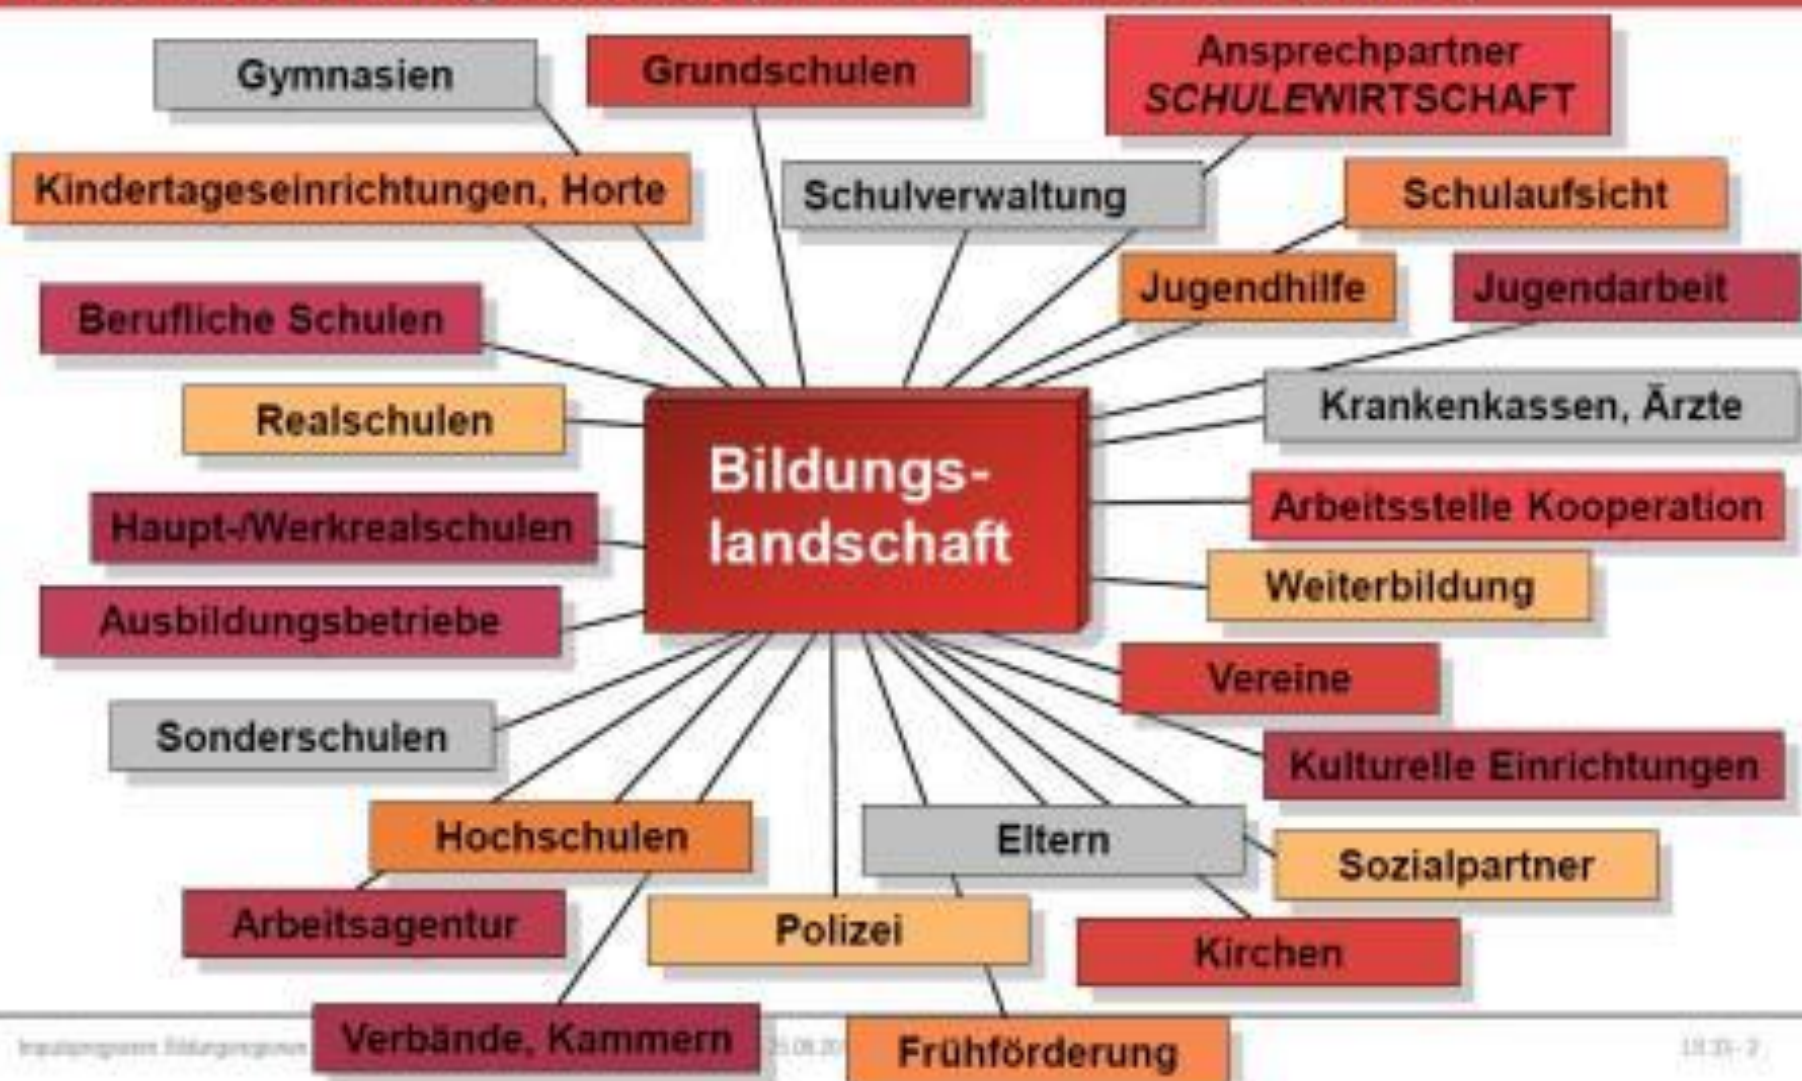 Gymnasien
Grundschulen
Ansprechpartner
SCHULEWIRTSCHAFT
Kindertageseinrichtungen, Horte
Schulverwaltung
Schulaufsicht
Jugendhilfe
Jugendarbeit
Berufliche Schulen
Realschulen
Krankenkassen, Ärzte
Bildungs-
landschaft
Haupt-/Werkrealschulen
Arbeitsstelle Kooperation
Weiterbildung
Ausbildungsbetriebe
Vereine
Sonderschulen
Kulturelle Einrichtungen
Hochschulen
Eltern
Sozialpartner
Arbeitsagentur
Polizei
Kirchen
Verbände, Kammern
Frühförderung